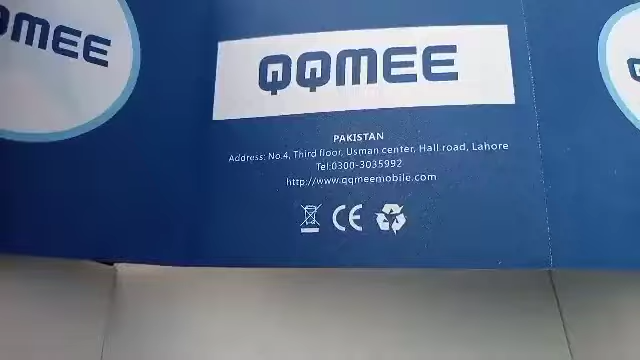 QQMEE
PAKISTAN
Address: No.4, Third floor, Usman center, Hall road, Lahore
Tel:0300-3035992
http://www.qqmeemobile.com
CE